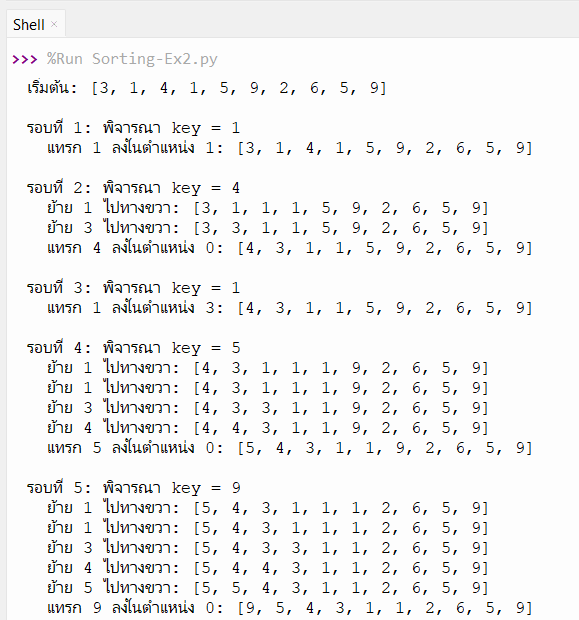 Shell ×
>>> %Run Sorting-Ex2.py
เริ่มต้น: [3, 1, 4, 1, 5, 9, 2, 6, 5, 9]
รอบที่ 1: พิจารณา key = 1
แทรก 1 ลงในตำแหน่ง 1: [3, 1, 4, 1, 5, 9, 2, 6, 5, 9]
รอบที่ 2: พิจารณา key = 4
ย้าย 1 ไปทางขวา: [3, 1, 1, 1, 5, 9, 2, 6, 5, 9]
ย้าย 3 ไปทางขวา: [3, 3, 1, 1, 5, 9, 2, 6, 5, 9]
แทรก 4 ลงในตำแหน่ง 0: [4, 3, 1, 1, 5, 9, 2, 6, 5, 9]
รอบที่ 3: พิจารณา key = 1
แทรก 1 ลงในตำแหน่ง 3: [4, 3, 1, 1, 5, 9, 2, 6, 5, 9]
รอบที่ 4: พิจารณา key = 5
ย้าย 1 ไปทางขวา: [4, 3, 1, 1, 1, 9, 2, 6, 5, 9]
ย้าย 1 ไปทางขวา: [4, 3, 1, 1, 1, 9, 2, 6, 5, 9]
ย้าย 3 ไปทางขวา: [4, 3, 3, 1, 1, 9, 2, 6, 5, 9]
ย้าย 4 ไปทางขวา: [4, 4, 3, 1, 1, 9, 2, 6, 5, 9]
แทรก 5 ลงในตำแหน่ง 0: [5, 4, 3, 1, 1, 9, 2, 6, 5, 9]
รอบที่ 5: พิจารณา key = 9
ย้าย 1 ไปทางขวา: [5, 4, 3, 1, 1, 1, 2, 6, 5, 9]
ย้าย 1 ไปทางขวา: [5, 4, 3, 1, 1, 1, 2, 6, 5, 9]
ย้าย 3 ไปทางขวา: [5, 4, 3, 3, 1, 1, 2, 6, 5, 9]
ย้าย 4 ไปทางขวา: [5, 4, 4, 3, 1, 1, 2, 6, 5, 9]
ย้าย 5 ไปทางขวา: [5, 5, 4, 3, 1, 1, 2, 6, 5, 9]
แทรก 9 ลงในตำแหน่ง 0: [9, 5, 4, 3, 1, 1, 2, 6, 5, 9]